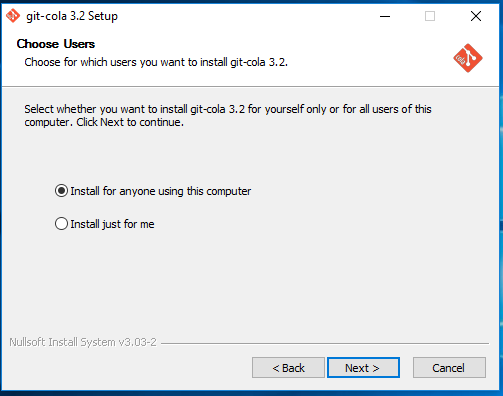 git-cola 3.2 Setup
Choose Users
Choose for which users you want to install git-cola 3.2.
Select whether you want to install git-cola 3.2 for yourself only or for all users of this
computer. Click Next to continue.
Install for anyone using this computer
Install just for me
Nullsoft Install System v3.03-2
< Back
Next >
Cancel